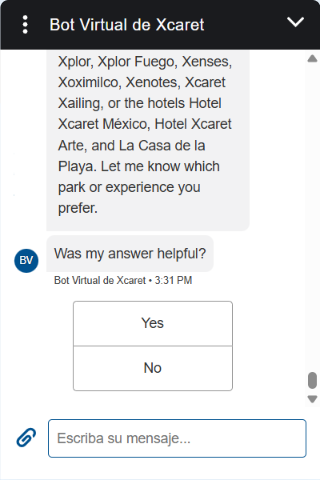 Bot Virtual de Xcaret
Xplor, Xplor Fuego, Xenses,
Xoximilco, Xenotes, Xcaret
Xailing, or the hotels Hotel
Xcaret México, Hotel Xcaret
Arte, and La Casa de la
Playa. Let me know which
park or experience you
prefer.
Was my answer helpful?
BV
Bot Virtual de Xcaret • 3:31 PM
Yes
No
Escriba su mensaje...